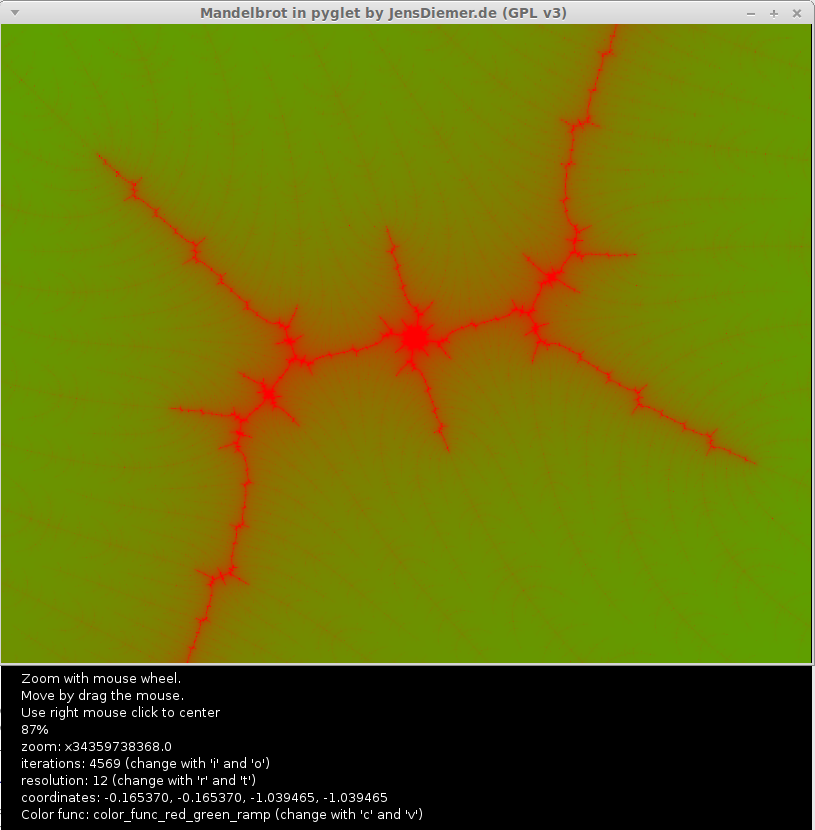 Mandelbrot in pyglet by JensDiemer.de (GPL v3)
Zoom with mouse wheel.
Move by drag the mouse.
Use right mouse click to center
87%
zoom: x34359738368.0
iterations: 4569 (change with 'i' and 'o')
resolution: 12 (change with 'r' and 't')
coordinates: -0.165370, -0.165370, -1.039465, -1.039465
Color func: color_func_red_green_ramp (change with 'c' and 'v')